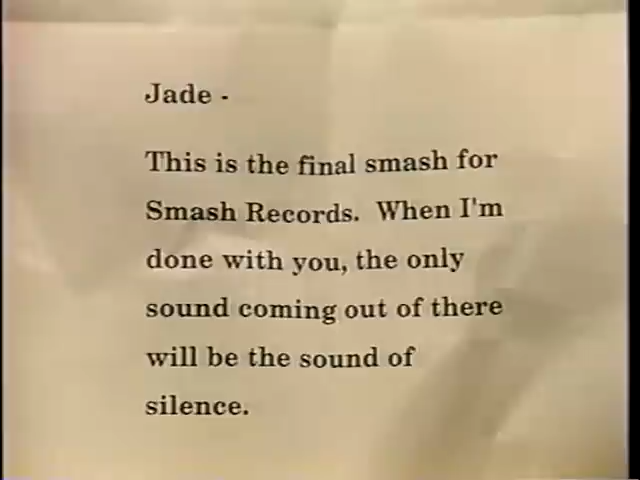 Jade -
This is the final smash for
Smash Records.  When I'm
done with you, the only
sound coming out of there
will be the sound of
silence.